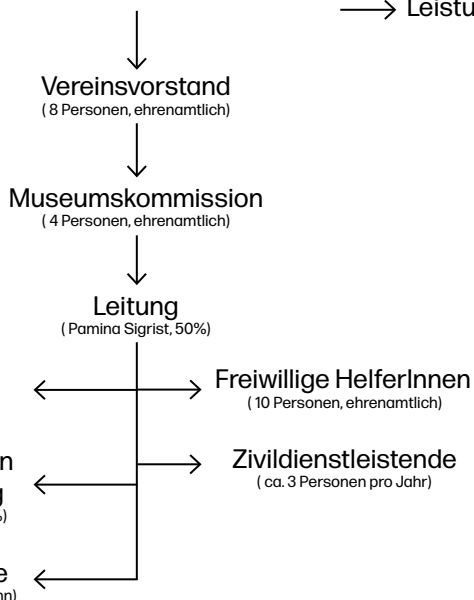 Leistu
Vereinsvorstand
( 8 Personen, ehrenamtlich)
Museumskommission
( 4 Personen, ehrenamtlich)
Leitung
( Pamina Sigrist, 50%)
Freiwillige HelferInnen
( 10 Personen, ehrenamtlich)
Zivildienstleistende
( ca. 3 Personen pro Jahr)